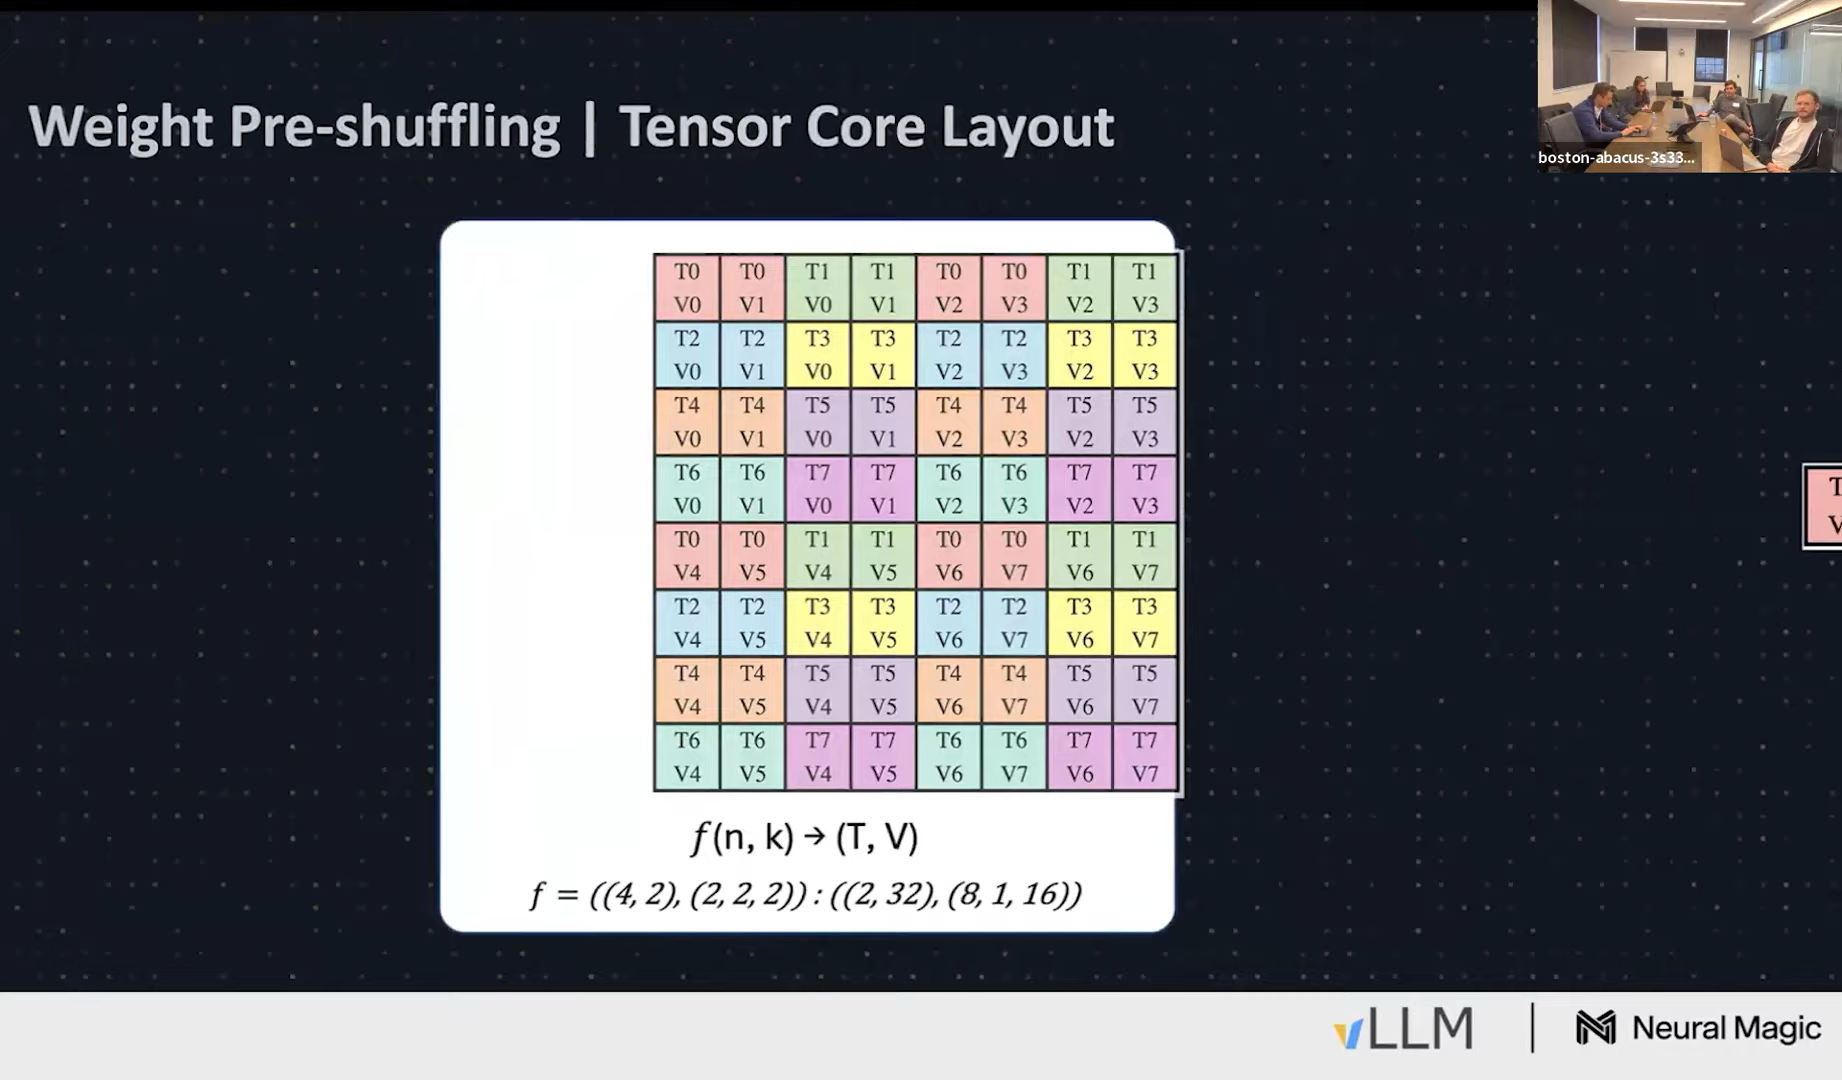 Weight Pre-shuffling | Tensor Core Layout
boston-abacus-3s33...
T0 T0 T1 T1 T0 T0 T1 T1
V0 V1 V0 V1 V2 V3 V2 V3
T2 T2 T3 T3 T2 T2 T3 T3
V0 V1 V0 V1 V2 V3 V2 V3
T4 T4 T5 T5 T4 T4 T5 T5
V0 V1 V0 V1 V2 V3 V2 V3
T6 T6 T7 T7 T6 T6 T7 T7
V0 V1 V0 V1 V2 V3 V2 V3
T0 T0 T1 T1 T0 T0 T1 T1
V4 V5 V4 V5 V6 V7 V6 V7
T2 T2 T3 T3 T2 T2 T3 T3
V4 V5 V4 V5 V6 V7 V6 V7
T4 T4 T5 T5 T4 T4 T5 T5
V4 V5 V4 V5 V6 V7 V6 V7
T6 T6 T7 T7 T6 T6 T7 T7
V4 V5 V4 V5 V6 V7 V6 V7
f(n, k) → (T, V)
f = ((4, 2), (2, 2, 2)) : ((2, 32), (8, 1, 16))
vLLM | Neural Magic